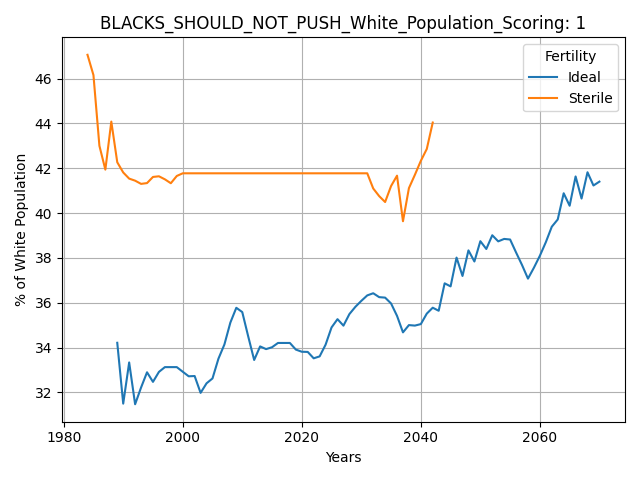 BLACKS_SHOULD_NOT_PUSH_White_Population_Scoring: 1
Fertility
Ideal
Sterile
% of White Population
46
44
42
40
38
36
34
32
1980
2000
2020
2040
2060
Years